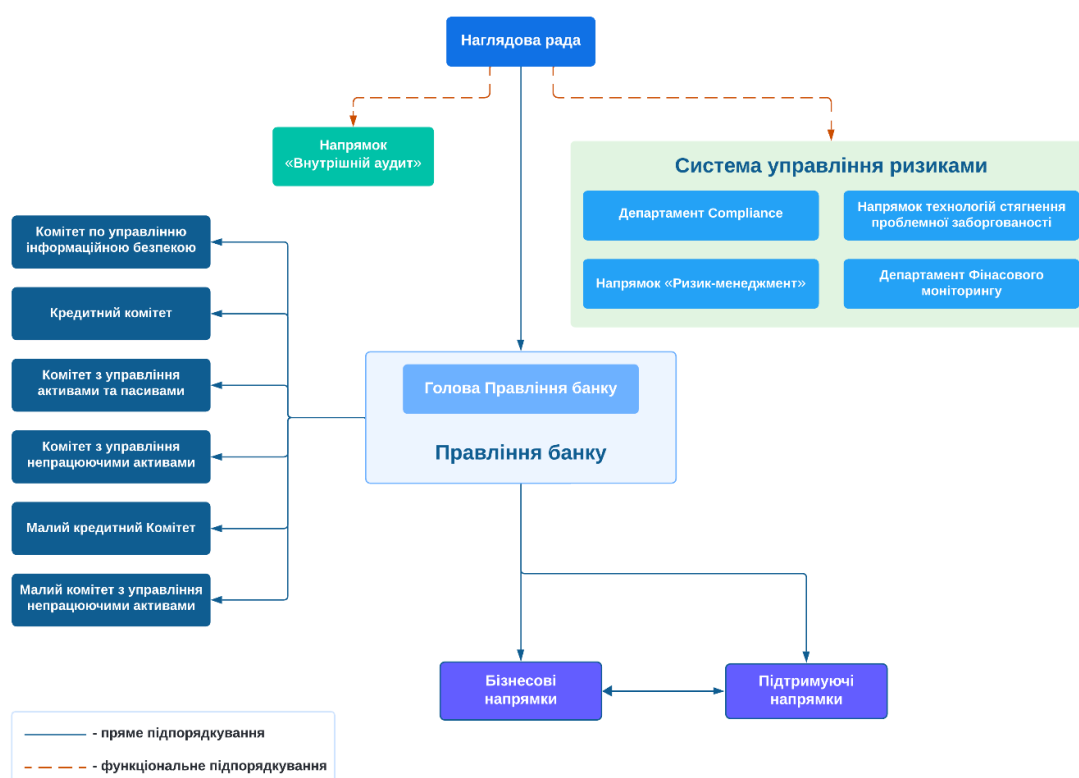 Наглядова рада
Напрямок
«Внутрішній аудит»
Система управління ризиками
Департамент Compliance
Напрямок технологій стягнення
проблемної заборгованості
Напрямок «Ризик-менеджмент»
Департамент Фінасового
моніторингу
Комітет по управлінню
інформаційною безпекою
Кредитний комітет
Комітет з управління
активами та пасивами
Комітет з управління
непрацюючими активами
Малий кредитний Комітет
Малий комітет з управління
непрацюючими активами
Голова Правління банку
Правління банку
Бізнесові
напрямки
Підтримуючі
напрямки
- пряме підпорядкування
- функціональне підпорядкування